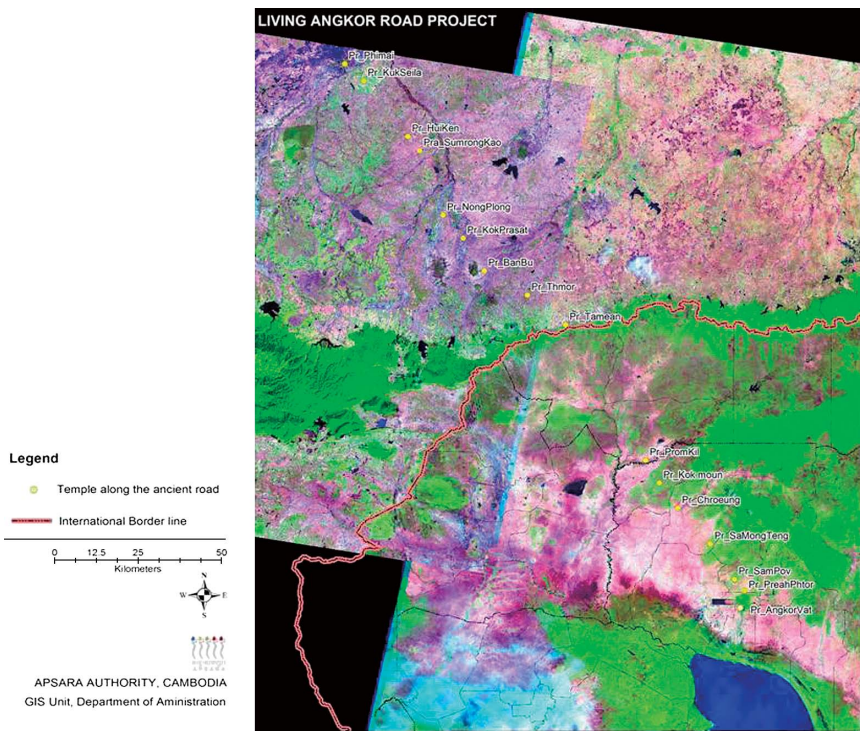 LIVING ANGKOR ROAD PROJECT
Pr_Phimai
Pr_KukSeila
Pr_HuiKen
Pra_SumrongKao
Pr_NongPlong
Pr_KokPrasat
Pr_BanBu
Pr_Thmor
Pr_Tamean
Pr_PromKil
Pr_Kok moun
Pr_Chroeung
Pr_SaMongTeng
Pr_SamPov
Pr_PreahPhtor
Pr_AngkorVat
Legend
Temple along the ancient road
International Border line
0 12.5 25 50
Kilometers
N
W E
S
APSARA AUTHORITY, CAMBODIA
GIS Unit, Department of Aministration